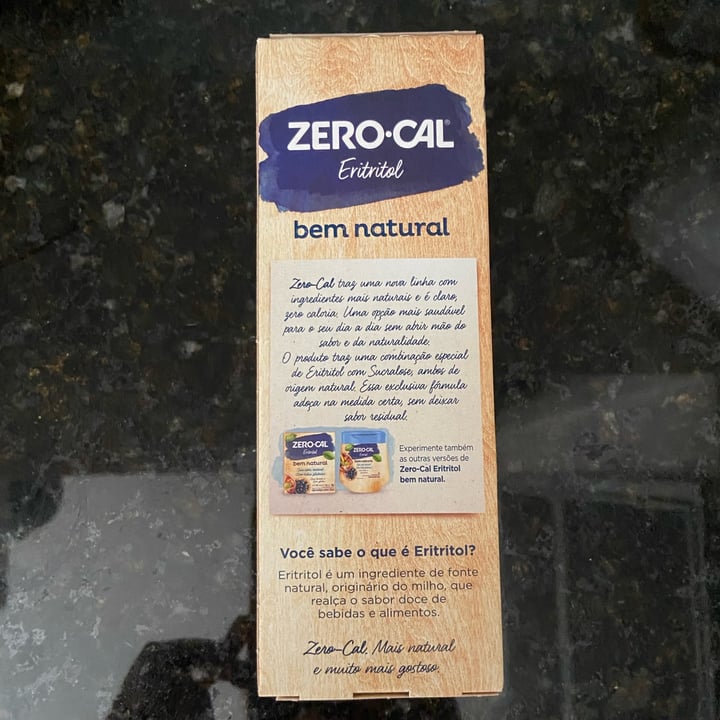 ZERO·CAL®
Eritritol
bem natural
Zero-Cal traz uma nova linha com
ingredientes mais naturais e é claro,
zero caloria. Uma opção mais saudável
para o seu dia a dia sem abrir mão do
sabor e da naturalidade.
O produto traz uma combinação especial
de Eritritol com Sucralose, ambos de
origem natural. Essa exclusiva fórmula
adoça na medida certa, sem deixar
sabor residual.
ZERO·CAL
Eritritol
bem natural
ZERO·CAL
Experimente também
as outras versões de
Zero-Cal Eritritol
bem natural.
Você sabe o que é Eritritol?
Eritritol é um ingrediente de fonte
natural, originário do milho, que
realça o sabor doce de
bebidas e alimentos.
Zero-Cal. Mais natural
e muito mais gostoso.